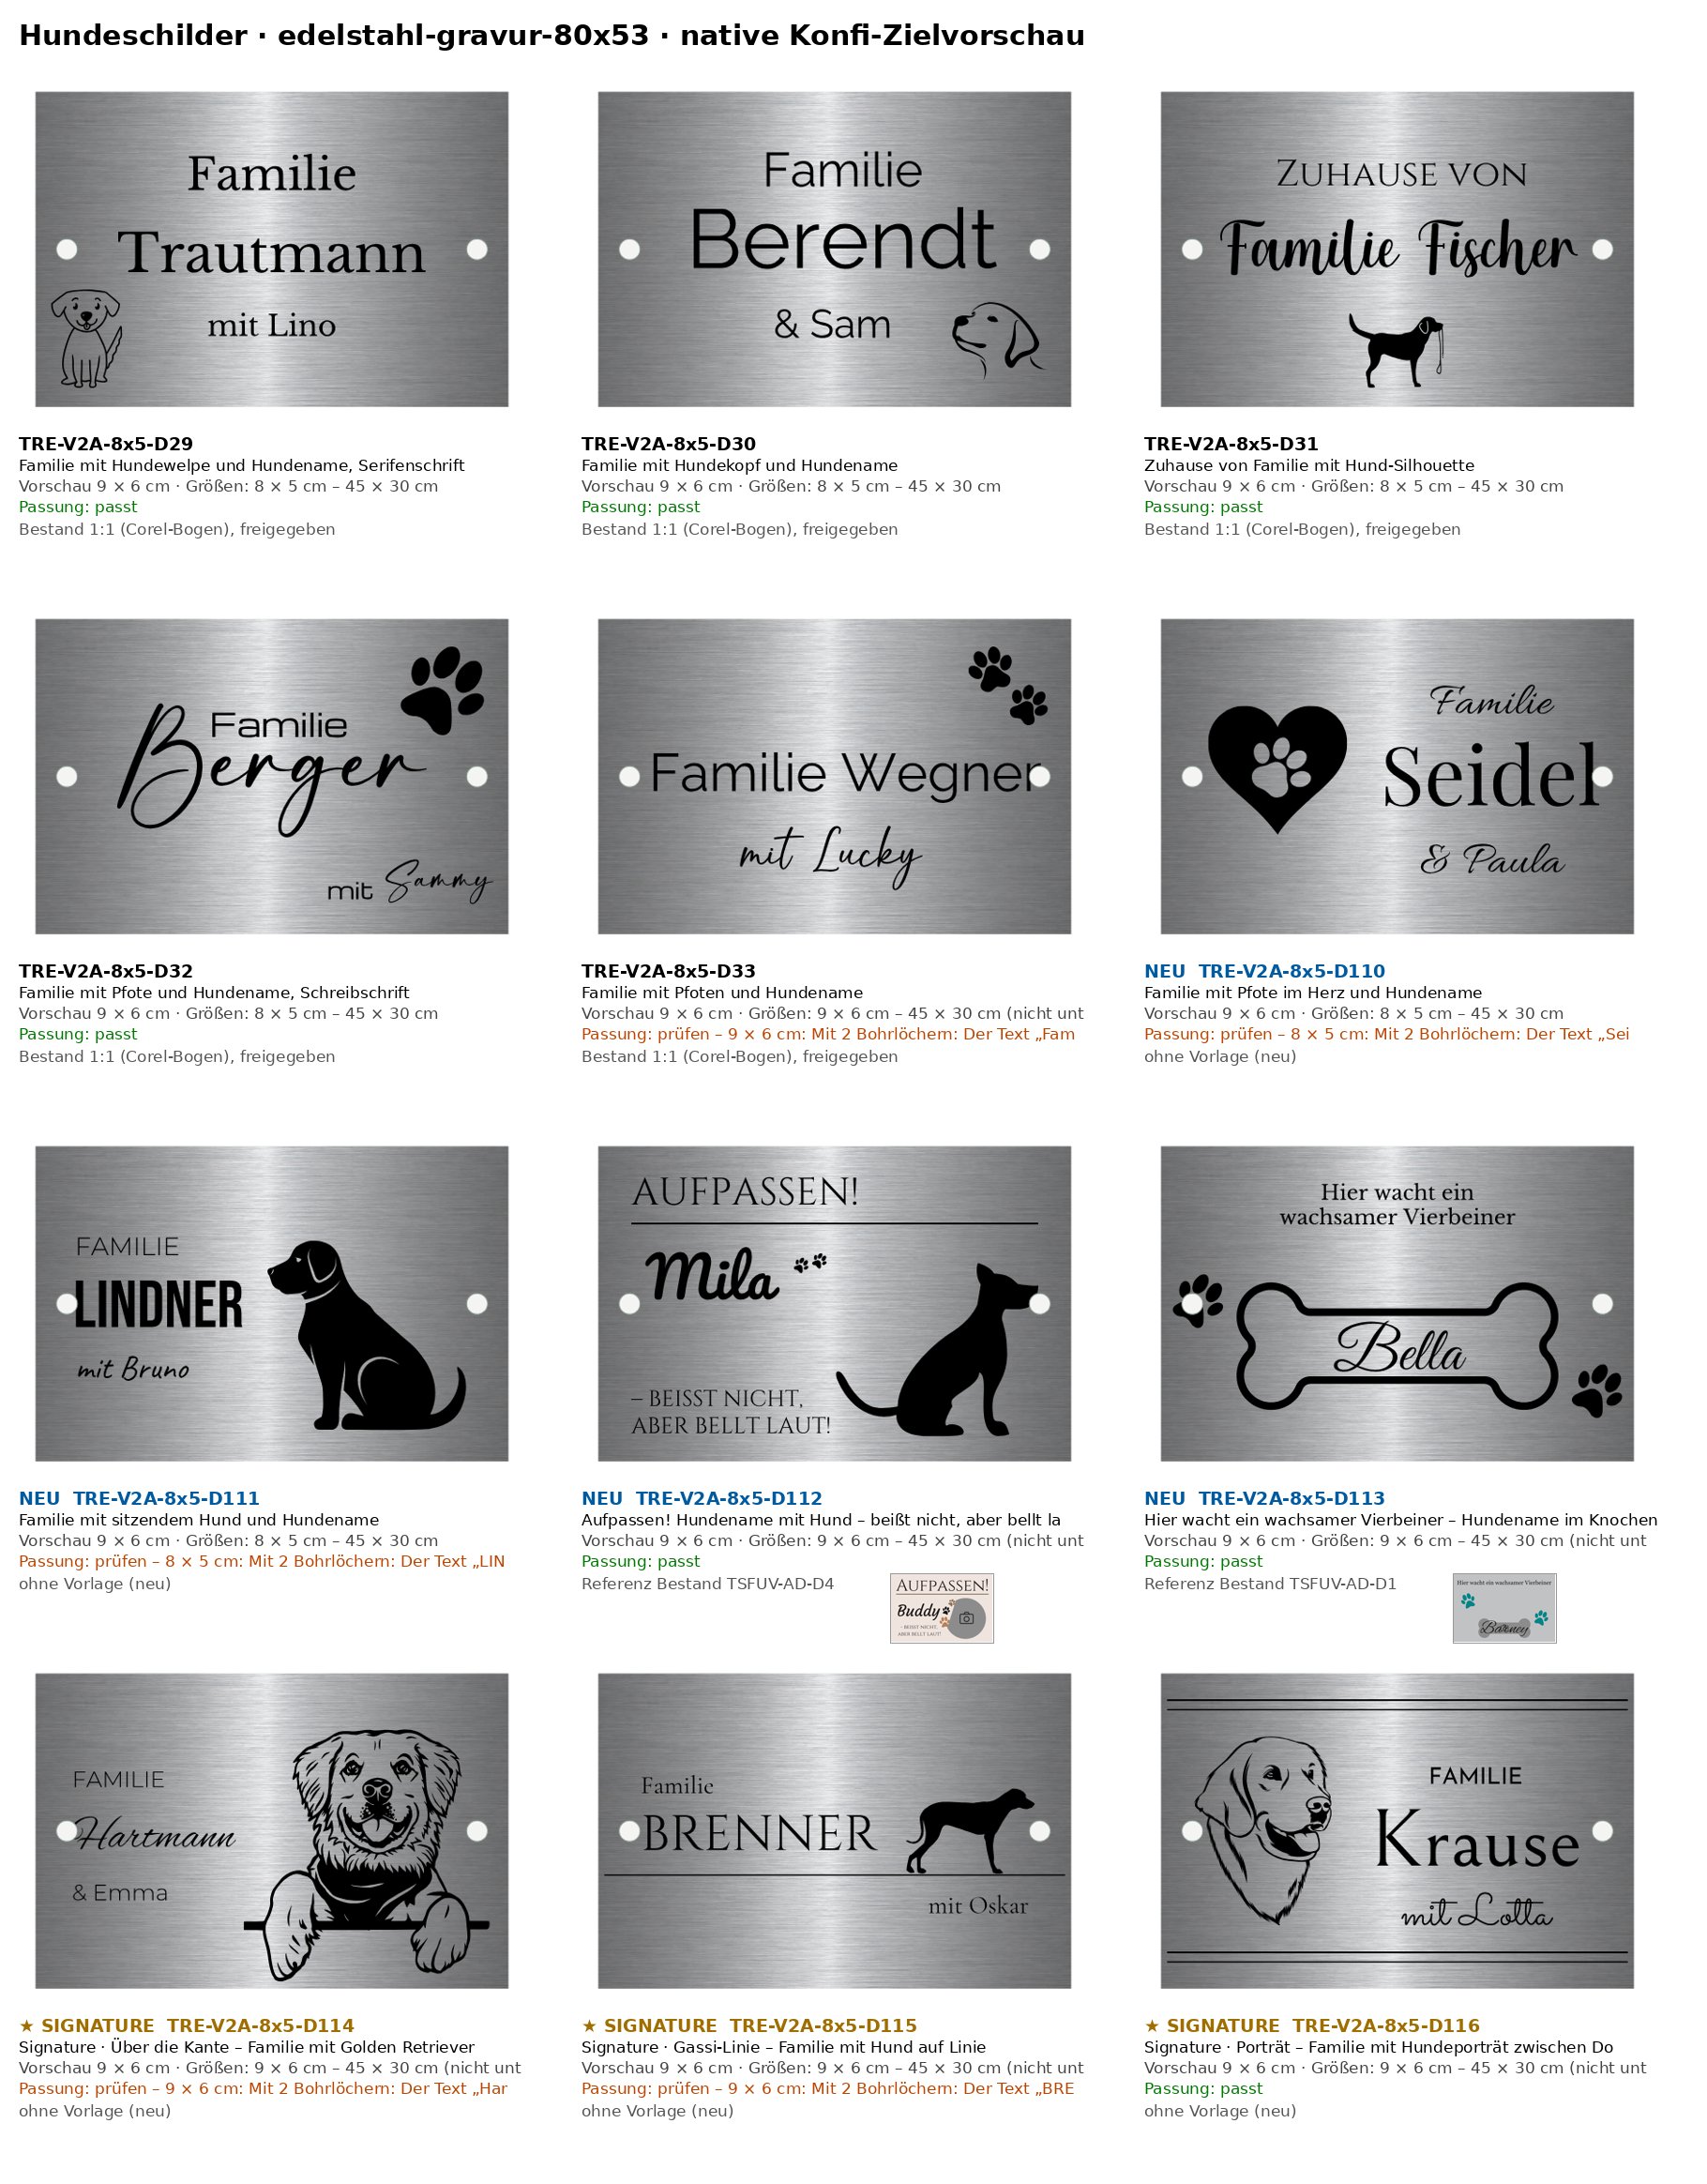 Hundeschilder · edelstahl-gravur-80x53 · native Konfi-Zielvorschau
Familie
Trautmann
mit Lino
TRE-V2A-8x5-D29
Familie mit Hundewelpe und Hundename, Serifenschrift
Vorschau 9 × 6 cm · Größen: 8 × 5 cm – 45 × 30 cm
Passung: passt
Bestand 1:1 (Corel-Bogen), freigegeben
Familie
Berendt
& Sam
TRE-V2A-8x5-D30
Familie mit Hundekopf und Hundename
Vorschau 9 × 6 cm · Größen: 8 × 5 cm – 45 × 30 cm
Passung: passt
Bestand 1:1 (Corel-Bogen), freigegeben
ZUHAUSE VON
Familie Fischer
TRE-V2A-8x5-D31
Zuhause von Familie mit Hund-Silhouette
Vorschau 9 × 6 cm · Größen: 8 × 5 cm – 45 × 30 cm
Passung: passt
Bestand 1:1 (Corel-Bogen), freigegeben
Familie
Berger
mit Sammy
TRE-V2A-8x5-D32
Familie mit Pfote und Hundename, Schreibschrift
Vorschau 9 × 6 cm · Größen: 8 × 5 cm – 45 × 30 cm
Passung: passt
Bestand 1:1 (Corel-Bogen), freigegeben
Familie Wegner
mit Lucky
TRE-V2A-8x5-D33
Familie mit Pfoten und Hundename
Vorschau 9 × 6 cm · Größen: 9 × 6 cm – 45 × 30 cm (nicht unt
Passung: prüfen – 9 × 6 cm: Mit 2 Bohrlöchern: Der Text „Fam
Bestand 1:1 (Corel-Bogen), freigegeben
Familie
Seidel
& Paula
NEU TRE-V2A-8x5-D110
Familie mit Pfote im Herz und Hundename
Vorschau 9 × 6 cm · Größen: 8 × 5 cm – 45 × 30 cm
Passung: prüfen – 8 × 5 cm: Mit 2 Bohrlöchern: Der Text „Sei
ohne Vorlage (neu)
FAMILIE
LINDNER
mit Bruno
NEU TRE-V2A-8x5-D111
Familie mit sitzendem Hund und Hundename
Vorschau 9 × 6 cm · Größen: 8 × 5 cm – 45 × 30 cm
Passung: prüfen – 8 × 5 cm: Mit 2 Bohrlöchern: Der Text „LIN
ohne Vorlage (neu)
AUFPASSEN!
Mila
– BEISST NICHT,
ABER BELLT LAUT!
NEU TRE-V2A-8x5-D112
Aufpassen! Hundename mit Hund – beißt nicht, aber bellt la
Vorschau 9 × 6 cm · Größen: 9 × 6 cm – 45 × 30 cm (nicht unt
Passung: passt
Referenz Bestand TSFUV-AD-D4
AUFPASSEN!
Buddy
- BEISST NICHT,
ABER BELLT LAUT!
Hier wacht ein
wachsamer Vierbeiner
Bella
NEU TRE-V2A-8x5-D113
Hier wacht ein wachsamer Vierbeiner – Hundename im Knochen
Vorschau 9 × 6 cm · Größen: 9 × 6 cm – 45 × 30 cm (nicht unt
Passung: passt
Referenz Bestand TSFUV-AD-D1
Hier wacht ein wachsamer Vierbeiner
Barney
FAMILIE
Hartmann
& Emma
★ SIGNATURE TRE-V2A-8x5-D114
Signature · Über die Kante – Familie mit Golden Retriever
Vorschau 9 × 6 cm · Größen: 9 × 6 cm – 45 × 30 cm (nicht unt
Passung: prüfen – 9 × 6 cm: Mit 2 Bohrlöchern: Der Text „Har
ohne Vorlage (neu)
Familie
BRENNER
mit Oskar
★ SIGNATURE TRE-V2A-8x5-D115
Signature · Gassi-Linie – Familie mit Hund auf Linie
Vorschau 9 × 6 cm · Größen: 9 × 6 cm – 45 × 30 cm (nicht unt
Passung: prüfen – 9 × 6 cm: Mit 2 Bohrlöchern: Der Text „BRE
ohne Vorlage (neu)
FAMILIE
Krause
mit Lotta
★ SIGNATURE TRE-V2A-8x5-D116
Signature · Porträt – Familie mit Hundeporträt zwischen Do
Vorschau 9 × 6 cm · Größen: 9 × 6 cm – 45 × 30 cm (nicht unt
Passung: passt
ohne Vorlage (neu)